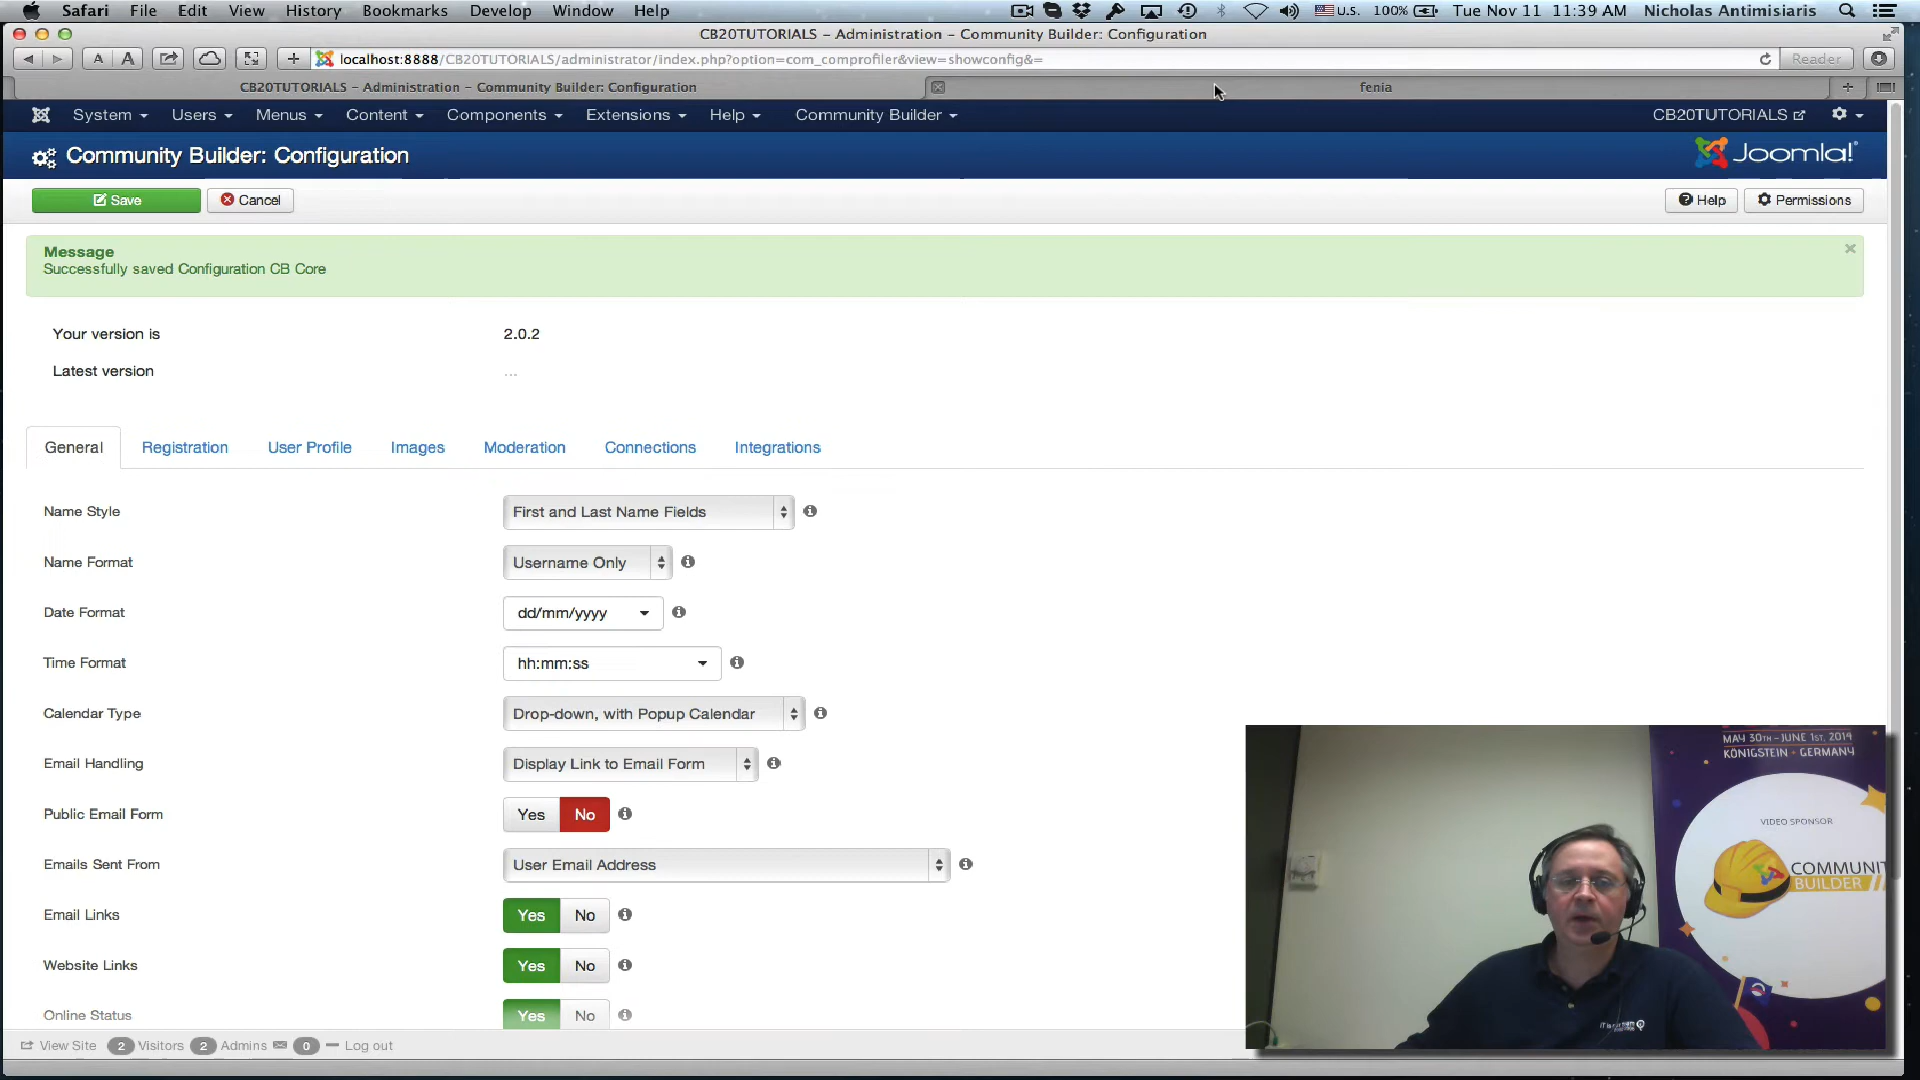 Safari File Edit View History Bookmarks Develop Window Help U.S. 100% Tue Nov 11 11:39 AM Nicholas Antimisiaris
CB20TUTORIALS – Administration – Community Builder: Configuration
A A + localhost:8888/CB20TUTORIALS/administrator/index.php?option=com_comprofiler&view=showconfig&= Reader
CB20TUTORIALS – Administration – Community Builder: Configuration fenia +
System Users Menus Content Components Extensions Help Community Builder CB20TUTORIALS
Community Builder: Configuration Joomla!
Save Cancel Help Permissions
Message
Successfully saved Configuration CB Core
Your version is 2.0.2
Latest version ...
General Registration User Profile Images Moderation Connections Integrations
Name Style First and Last Name Fields
Name Format Username Only
Date Format dd/mm/yyyy
Time Format hh:mm:ss
Calendar Type Drop-down, with Popup Calendar
Email Handling Display Link to Email Form
Public Email Form Yes No
Emails Sent From User Email Address
Email Links Yes No
Website Links Yes No
Online Status Yes No
View Site 2 Visitors 2 Admins 0 Log out
MAY 30TH - JUNE 1ST, 2014
KÖNIGSTEIN - GERMANY
VIDEO SPONSOR
COMMUNIT
BUILDER